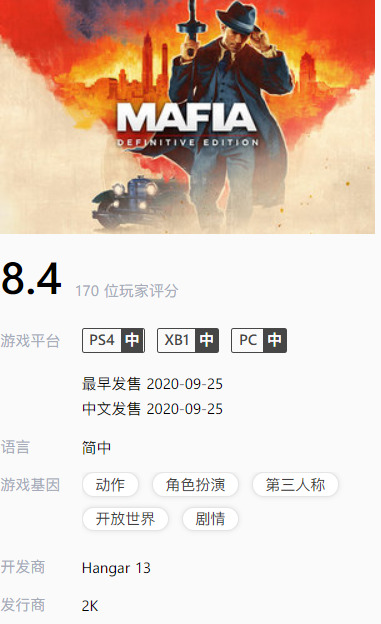 MAFIA
DEFINITIVE EDITION
8.4 170 位玩家评分
游戏平台 PS4 中 XB1 中 PC 中
最早发售 2020-09-25
中文发售 2020-09-25
语言 简中
游戏基因 动作 角色扮演 第三人称
开放世界 剧情
开发商 Hangar 13
发行商 2K